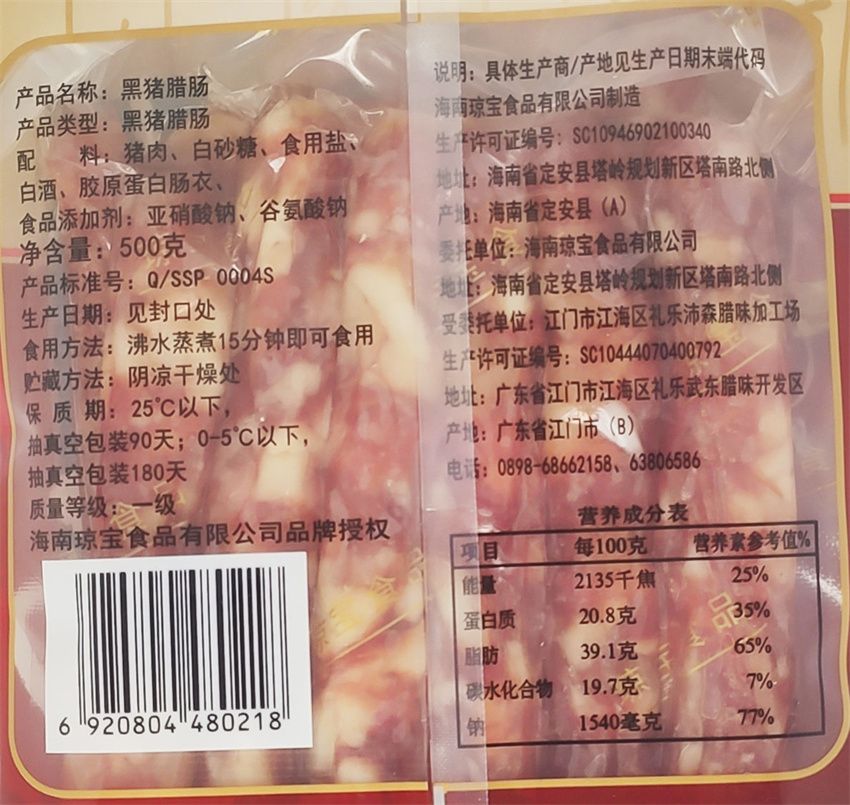 产品名称：黑猪腊肠
产品类型：黑猪腊肠
配 料：猪肉、白砂糖、食用盐、
白酒、胶原蛋白肠衣、
食品添加剂：亚硝酸钠、谷氨酸钠
净含量：500克
产品标准号：Q/SSP 0004S
生产日期：见封口处
食用方法：沸水蒸煮15分钟即可食用
贮藏方法：阴凉干燥处
保 质 期：25℃以下，
抽真空包装90天；0-5℃以下，
抽真空包装180天
质量等级：一级
海南琼宝食品有限公司品牌授权
6 920804 480218
说明：具体生产商/产地见生产日期末端代码
海南琼宝食品有限公司制造
生产许可证编号：SC10946902100340
地址：海南省定安县塔岭规划新区塔南路北侧
产地：海南省定安县（A）
委托单位：海南琼宝食品有限公司
地址：海南省定安县塔岭规划新区塔南路北侧
受委托单位：江门市江海区礼乐沛森腊味加工场
生产许可证编号：SC10444070400792
地址：广东省江门市江海区礼乐武东腊味开发区
产地：广东省江门市（B）
电话：0898-68662158、63806586
营养成分表
项目 每100克 营养素参考值%
能量 2135千焦 25%
蛋白质 20.8克 35%
脂肪 39.1克 65%
碳水化合物 19.7克 7%
钠 1540毫克 77%